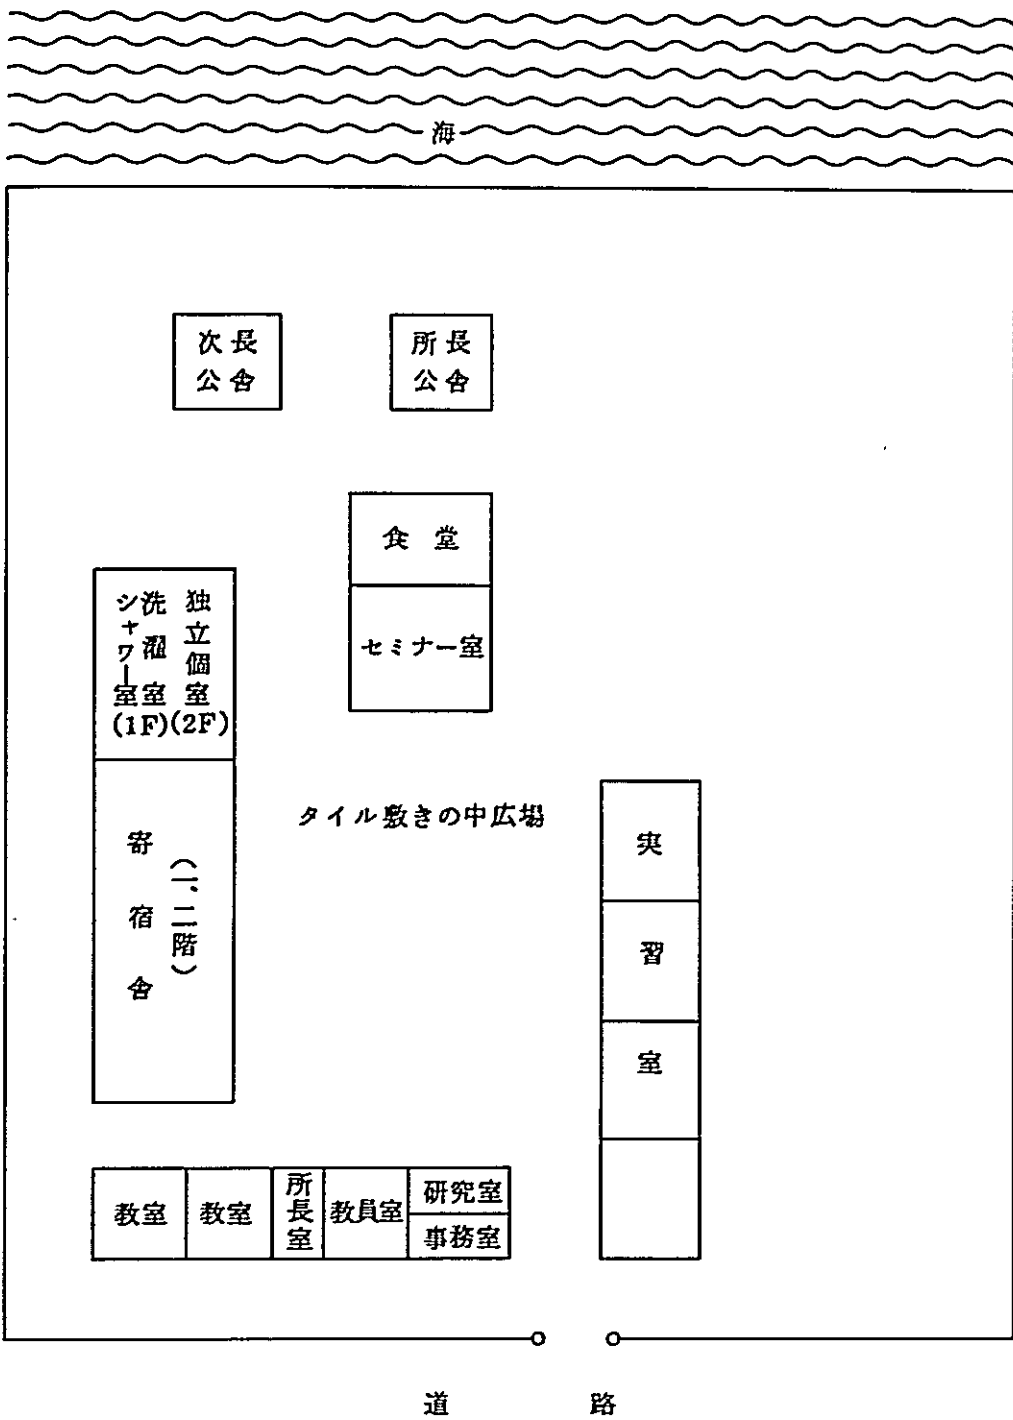 海
次長
公舎
所長
公舎
食堂
セミナー室
独立個室(2F)
洗濯室
シャワー室
(1F)
寄宿舎
(一、二階)
タイル敷きの中広場
実
習
室
教室
教室
所長室
教員室
研究室
事務室
道路